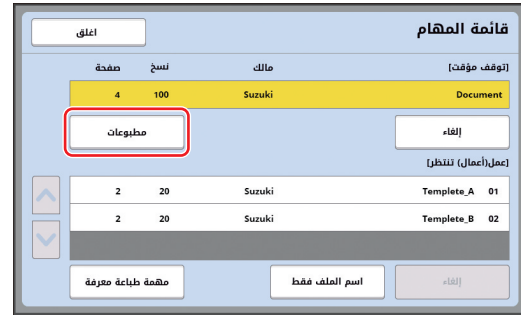 قائمة المهام اغلق
[توقف مؤقت] مالك نسخ صفحة
Document Suzuki 100 4
إلغاء مطبوعات
[عمل(أعمال) تنتظر]
01 Templete_A Suzuki 20 2
02 Templete_B Suzuki 20 2
إلغاء اسم الملف فقط مهمة طباعة معرفة